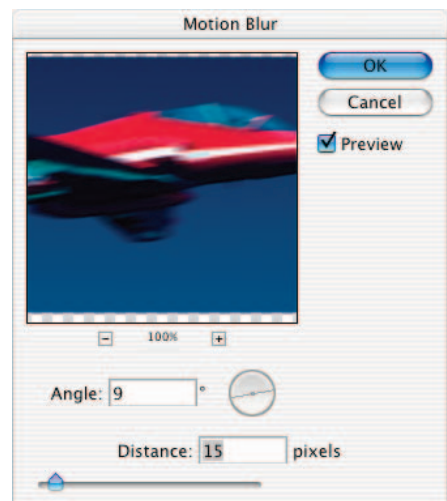 Motion Blur
OK
Cancel
Preview
100%
Angle: 9 °
Distance: 15 pixels